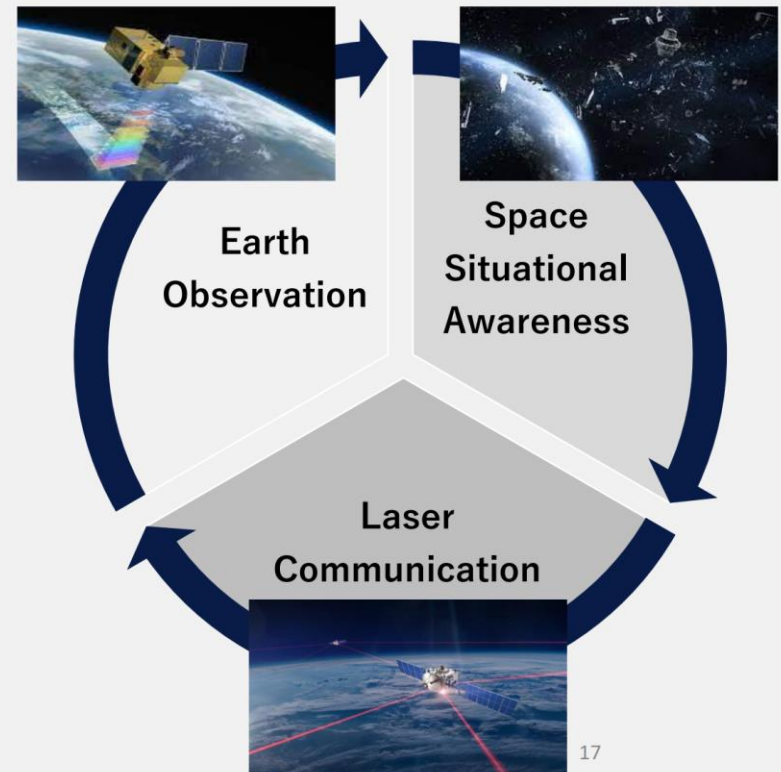 Earth
Observation
Space
Situational
Awareness
Laser
Communication
17